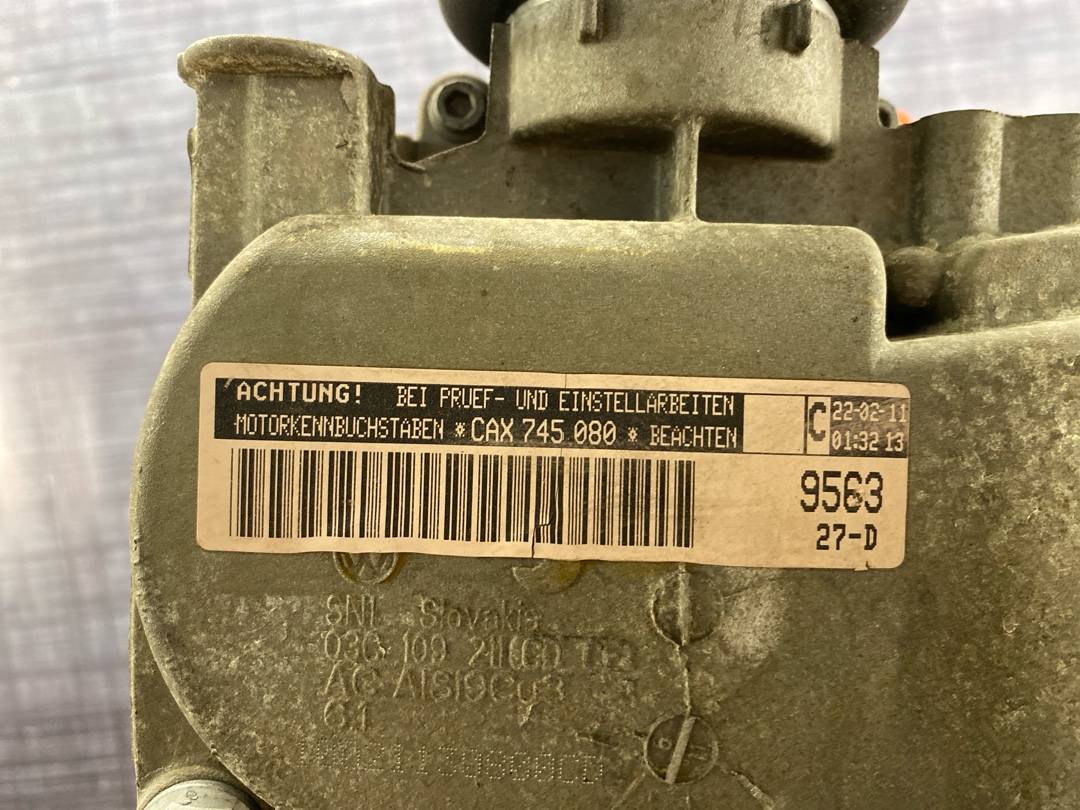 ACHTUNG! BEI PRUEF- UND EINSTELLARBEITEN
MOTORKENNBUCHSTABEN * CAX 745 080 * BEACHTEN
C
22-02-11
01:32 13
9563
27-D
Slovakia
109